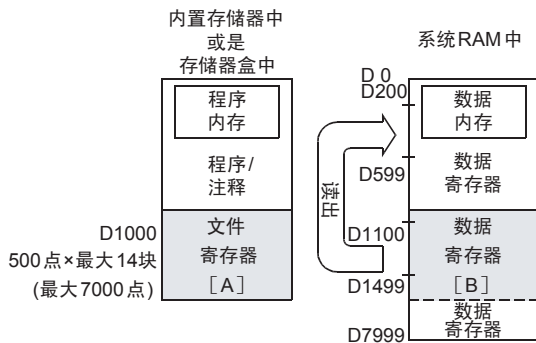 内置存储器中
或是
存储器盒中
程序
内存
程序/
注释
D1000
500点×最大14块
(最大7000点)
文件
寄存器
［A］
系统RAM中
D 0
D200
D599
D1100
D1499
D7999
读出
数据
内存
数据
寄存器
数据
寄存器
［B］
数据
寄存器